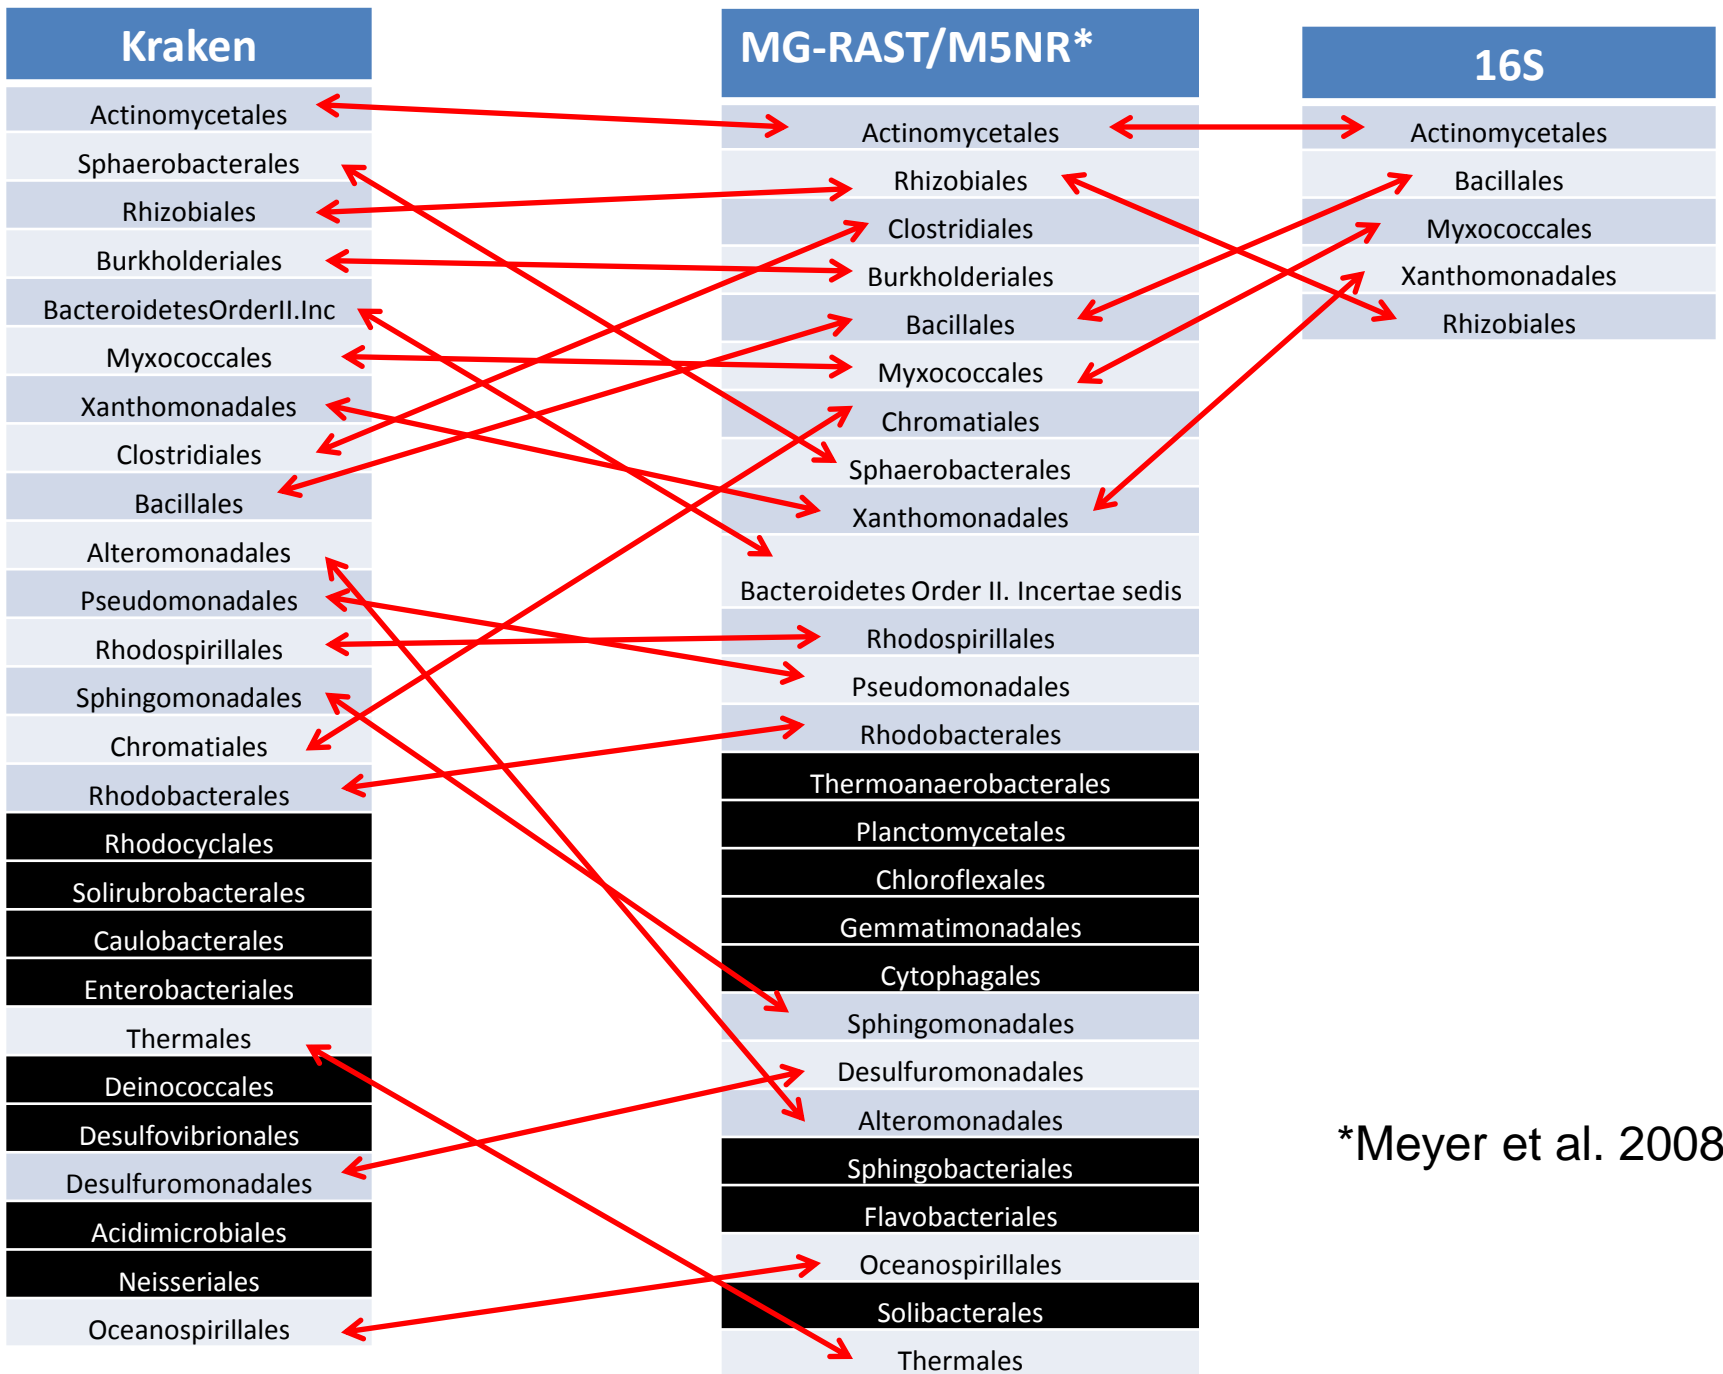 Kraken
Actinomycetales
Sphaerobacterales
Rhizobiales
Burkholderiales
BacteroidetesOrderII.Inc
Myxococcales
Xanthomonadales
Clostridiales
Bacillales
Alteromonadales
Pseudomonadales
Rhodospirillales
Sphingomonadales
Chromatiales
Rhodobacterales
Rhodocyclales
Solirubrobacterales
Caulobacterales
Enterobacteriales
Thermales
Deinococcales
Desulfovibrionales
Desulfuromonadales
Acidimicrobiales
Neisseriales
Oceanospirillales
MG-RAST/M5NR*
Actinomycetales
Rhizobiales
Clostridiales
Burkholderiales
Bacillales
Myxococcales
Chromatiales
Sphaerobacterales
Xanthomonadales
Bacteroidetes Order II. Incertae sedis
Rhodospirillales
Pseudomonadales
Rhodobacterales
Thermoanaerobacterales
Planctomycetales
Chloroflexales
Gemmatimonadales
Cytophagales
Sphingomonadales
Desulfuromonadales
Alteromonadales
Sphingobacteriales
Flavobacteriales
Oceanospirillales
Solibacterales
Thermales
16S
Actinomycetales
Bacillales
Myxococcales
Xanthomonadales
Rhizobiales
*Meyer et al. 2008